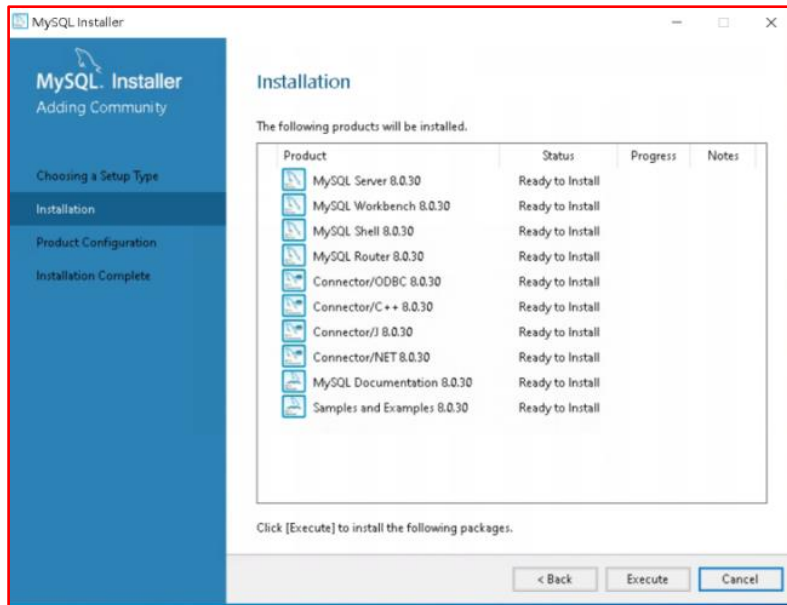 MySQL Installer
MySQL. Installer
Adding Community
Choosing a Setup Type
Installation
Product Configuration
Installation Complete
Installation
The following products will be installed.
Product Status Progress Notes
MySQL Server 8.0.30 Ready to Install
MySQL Workbench 8.0.30 Ready to Install
MySQL Shell 8.0.30 Ready to Install
MySQL Router 8.0.30 Ready to Install
Connector/ODBC 8.0.30 Ready to Install
Connector/C++ 8.0.30 Ready to Install
Connector/J 8.0.30 Ready to Install
Connector/NET 8.0.30 Ready to Install
MySQL Documentation 8.0.30 Ready to Install
Samples and Examples 8.0.30 Ready to Install
Click [Execute] to install the following packages.
< Back Execute Cancel